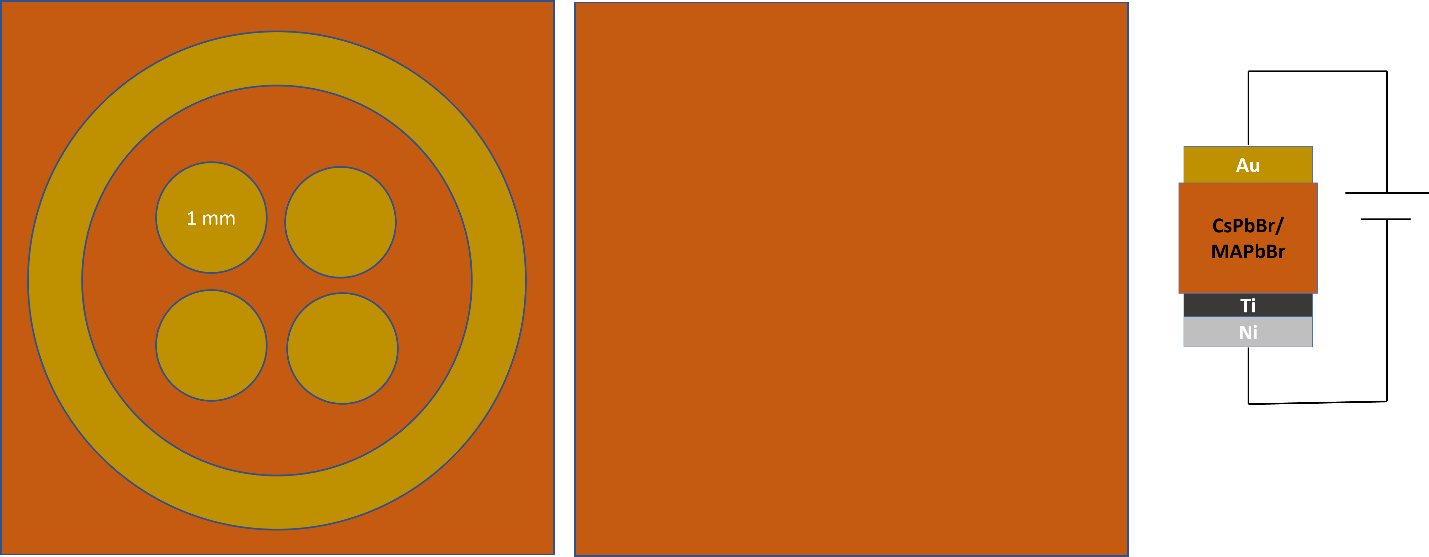 1 mm
Au
CsPbBr/
MAPbBr
Ti
Ni